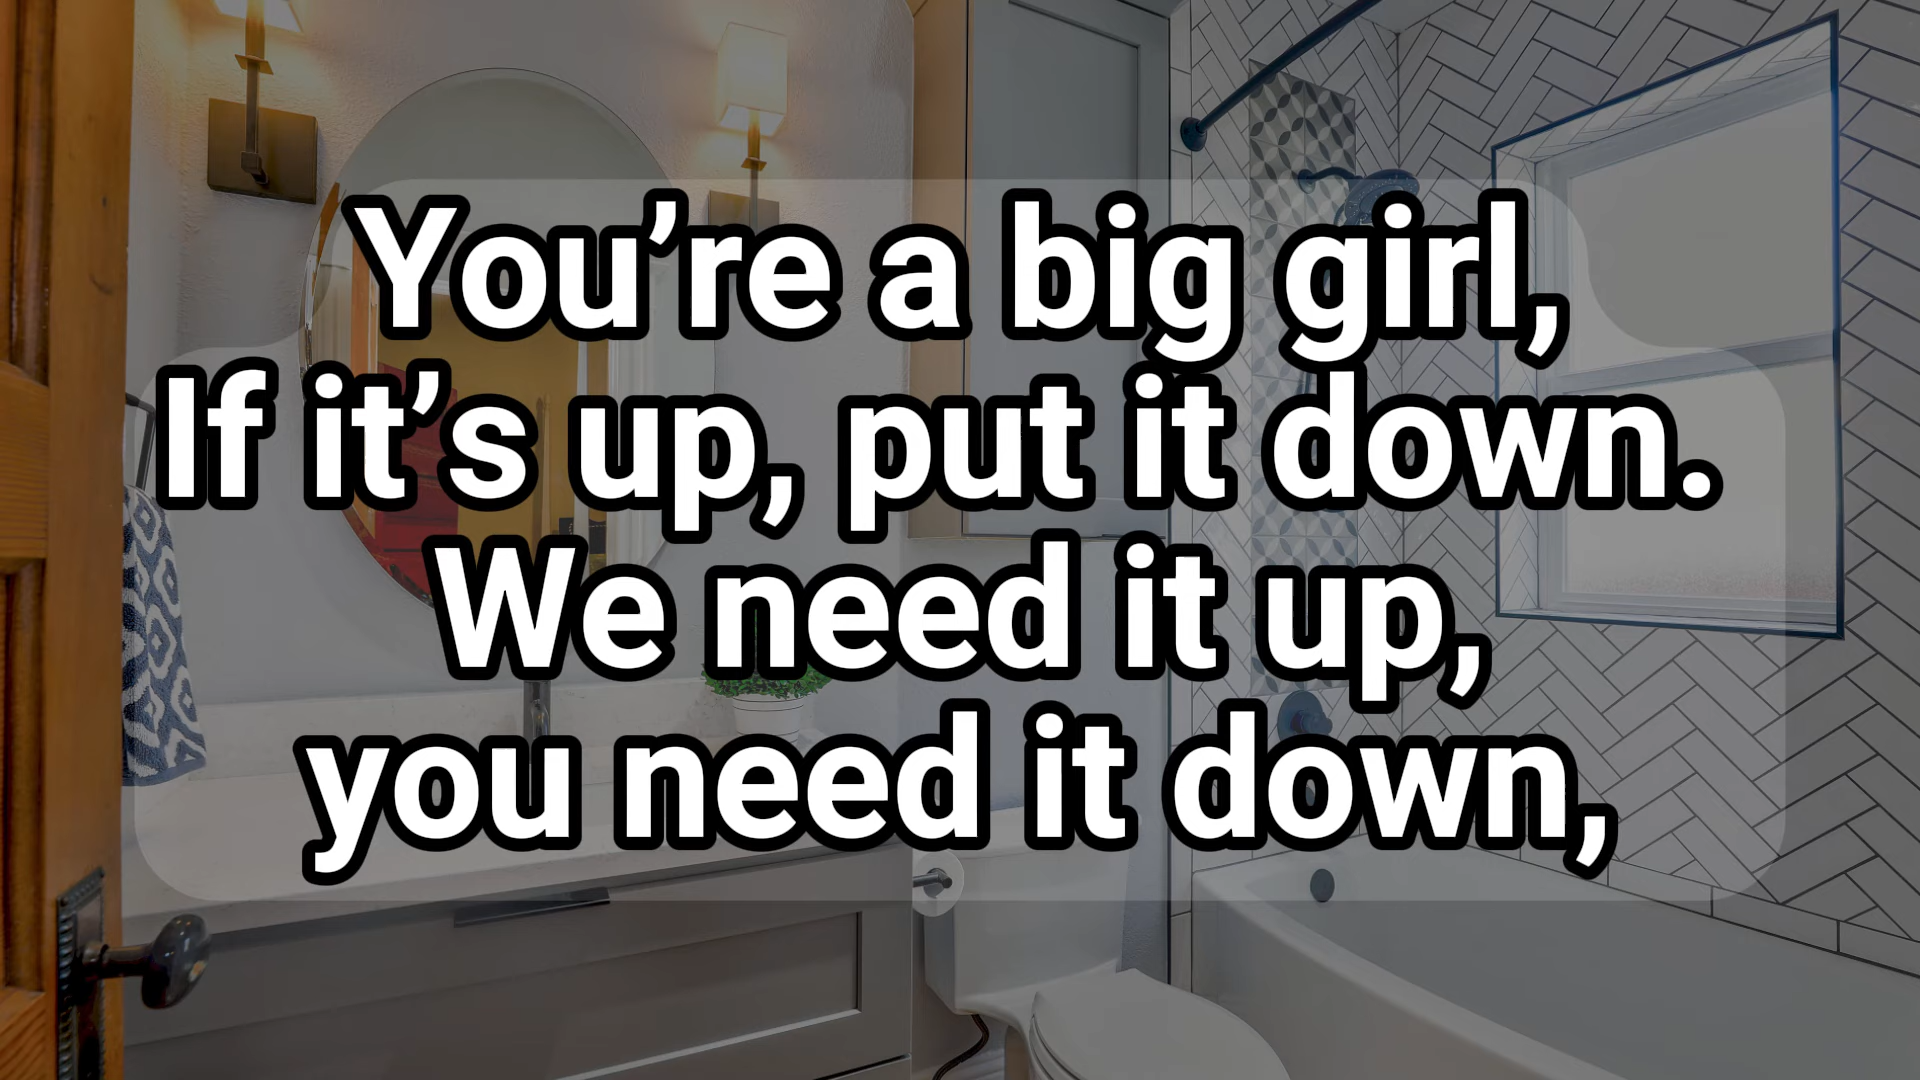 You’re a big girl,
If it’s up, put it down.
We need it up,
you need it down,